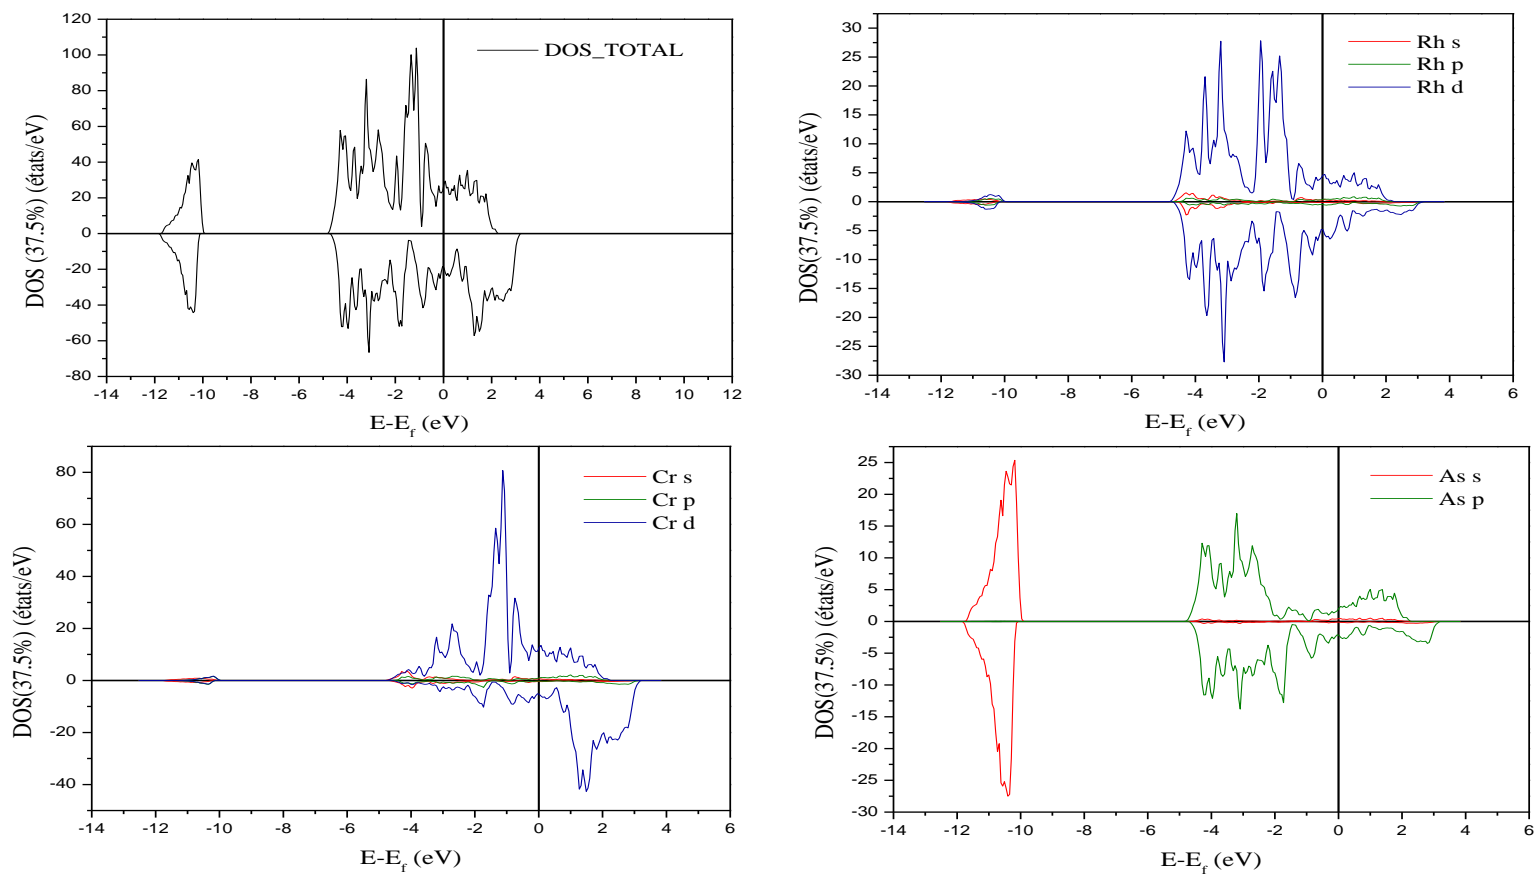 120
100
80
60
40
20
0
-20
-40
-60
-80
-14 -12 -10 -8 -6 -4 -2 0 2 4 6 8 10 12
DOS (37.5%) (états/eV)
E-Ef (eV)
DOS_TOTAL
30
25
20
15
10
5
0
-5
-10
-15
-20
-25
-30
-14 -12 -10 -8 -6 -4 -2 0 2 4 6
DOS(37.5%) (états/eV)
E-Ef (eV)
Rh s
Rh p
Rh d
80
60
40
20
0
-20
-40
-14 -12 -10 -8 -6 -4 -2 0 2 4 6
DOS(37.5%) (états/eV)
E-Ef (eV)
Cr s
Cr p
Cr d
25
20
15
10
5
0
-5
-10
-15
-20
-25
-30
-14 -12 -10 -8 -6 -4 -2 0 2 4 6
DOS(37.5%) (états/eV)
E-Ef (eV)
As s
As p